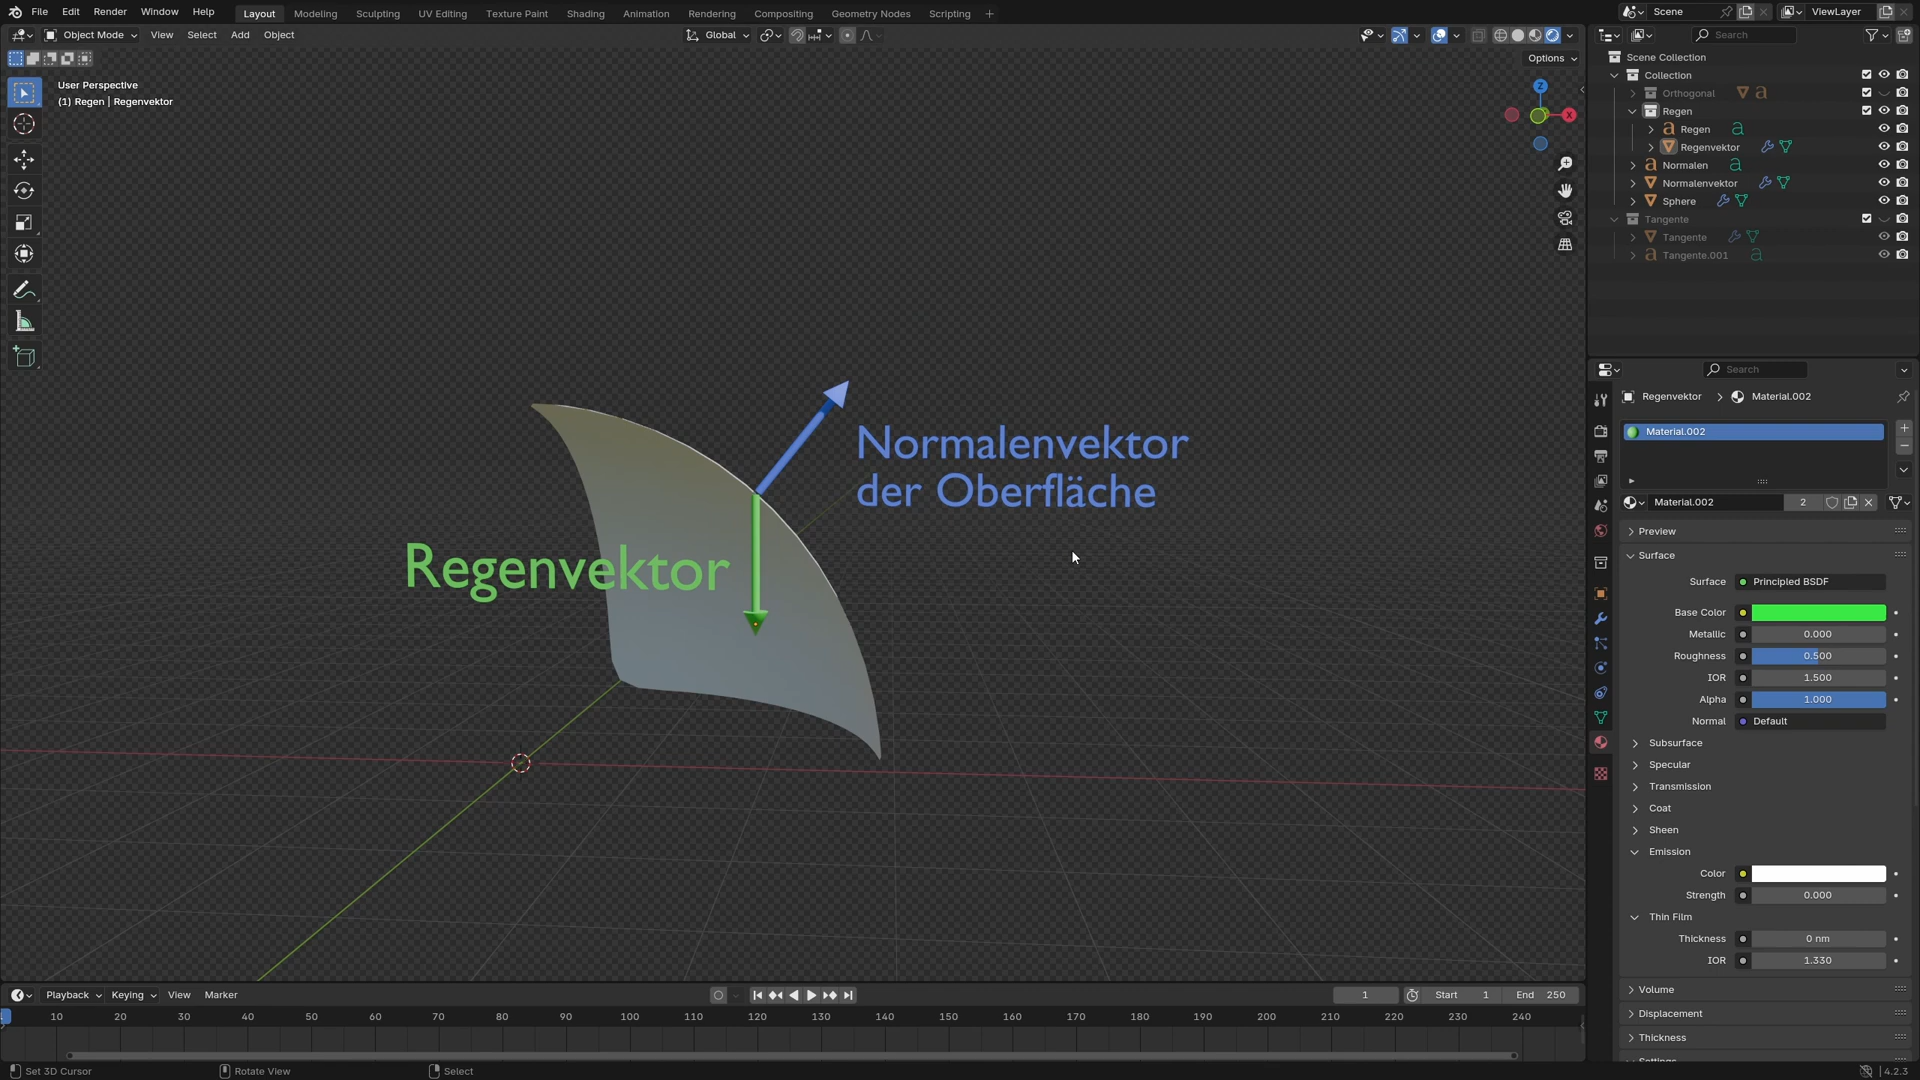 File Edit Render Window Help Layout Modeling Sculpting UV Editing Texture Paint Shading Animation Rendering Compositing Geometry Nodes Scripting + Scene ViewLayer
Object Mode View Select Add Object Global Search
Options
User Perspective
(1) Regen | Regenvektor
Z
X
Normalenvektor
der Oberfläche
Regenvektor
Scene Collection
Collection
Orthogonal
Regen
Regen
Regenvektor
Normalen
Normalenvektor
Sphere
Tangente
Tangente
Tangente.001
Search
Regenvektor > Material.002
Material.002
Material.002 2
Preview
Surface
Surface Principled BSDF
Base Color
Metallic 0.000
Roughness 0.500
IOR 1.500
Alpha 1.000
Normal Default
Subsurface
Specular
Transmission
Coat
Sheen
Emission
Color
Strength 0.000
Thin Film
Thickness 0 nm
IOR 1.330
Volume
Displacement
Thickness
Settings
Playback Keying View Marker 1 Start 1 End 250
10 20 30 40 50 60 70 80 90 100 110 120 130 140 150 160 170 180 190 200 210 220 230 240
Set 3D Cursor Rotate View Select 4.2.3